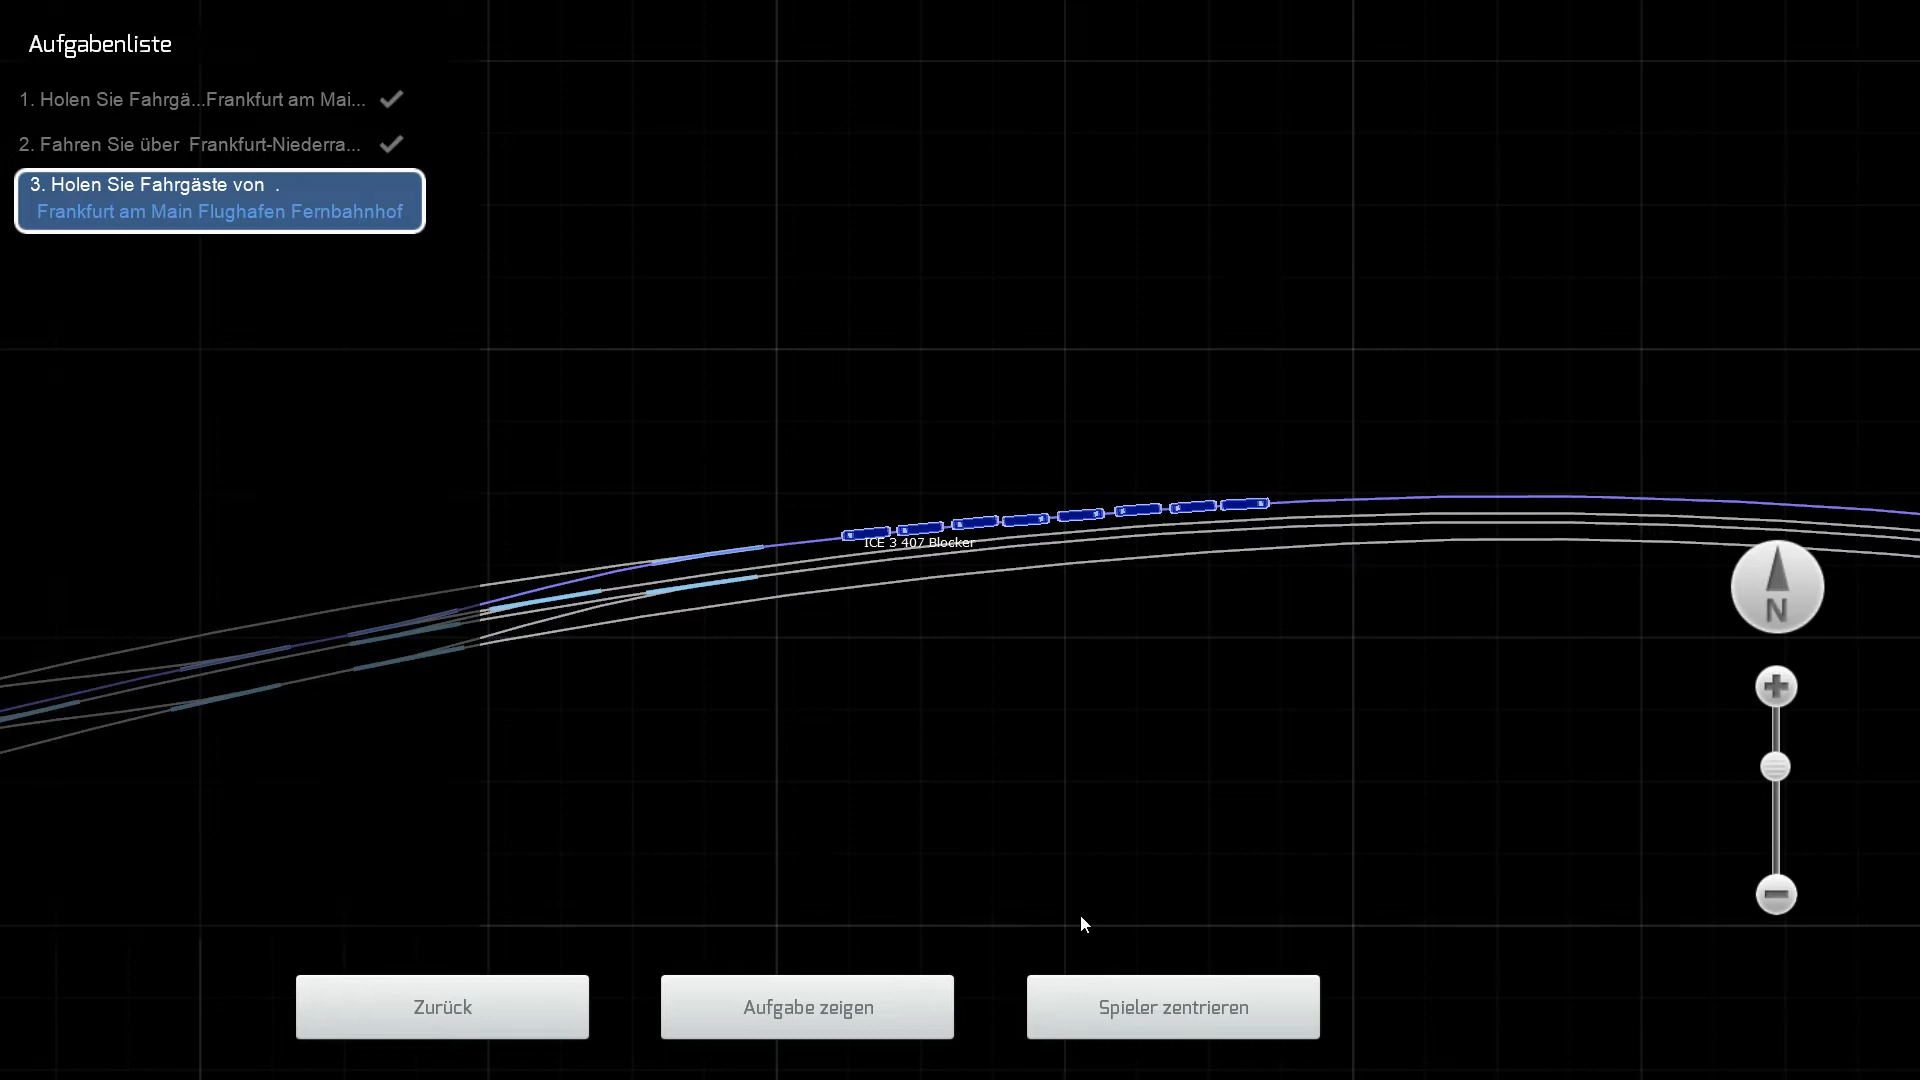 Aufgabenliste
1. Holen Sie Fahrgä...Frankfurt am Mai...
2. Fahren Sie über  Frankfurt-Niederra...
3. Holen Sie Fahrgäste von  .
Frankfurt am Main Flughafen Fernbahnhof
ICE 3 407 Blocker
N
Zurück
Aufgabe zeigen
Spieler zentrieren